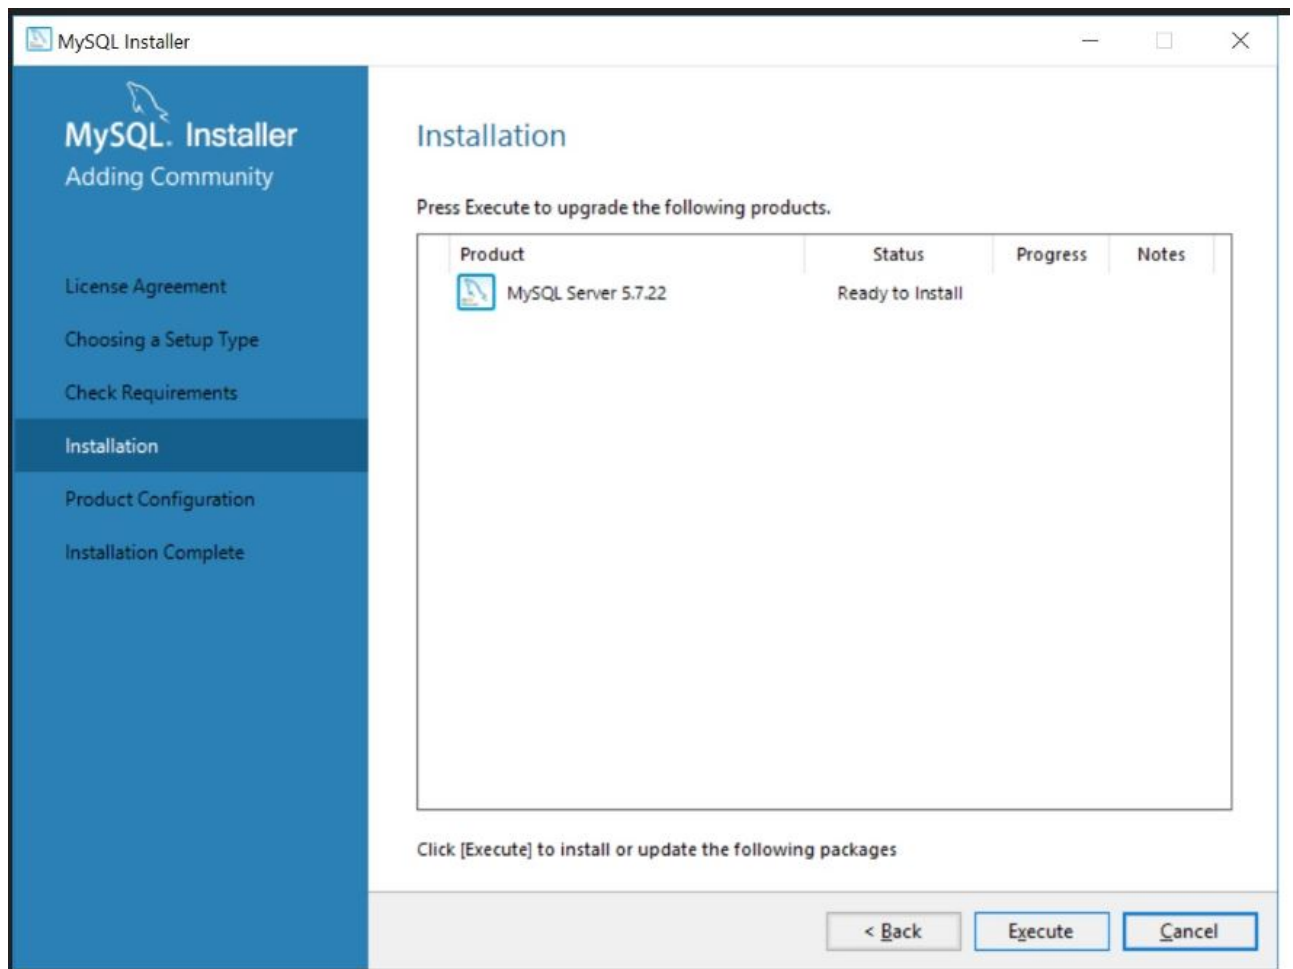 MySQL Installer
MySQL. Installer
Adding Community
License Agreement
Choosing a Setup Type
Check Requirements
Installation
Product Configuration
Installation Complete
Installation
Press Execute to upgrade the following products.
Product Status Progress Notes
MySQL Server 5.7.22 Ready to Install
Click [Execute] to install or update the following packages
< Back Execute Cancel